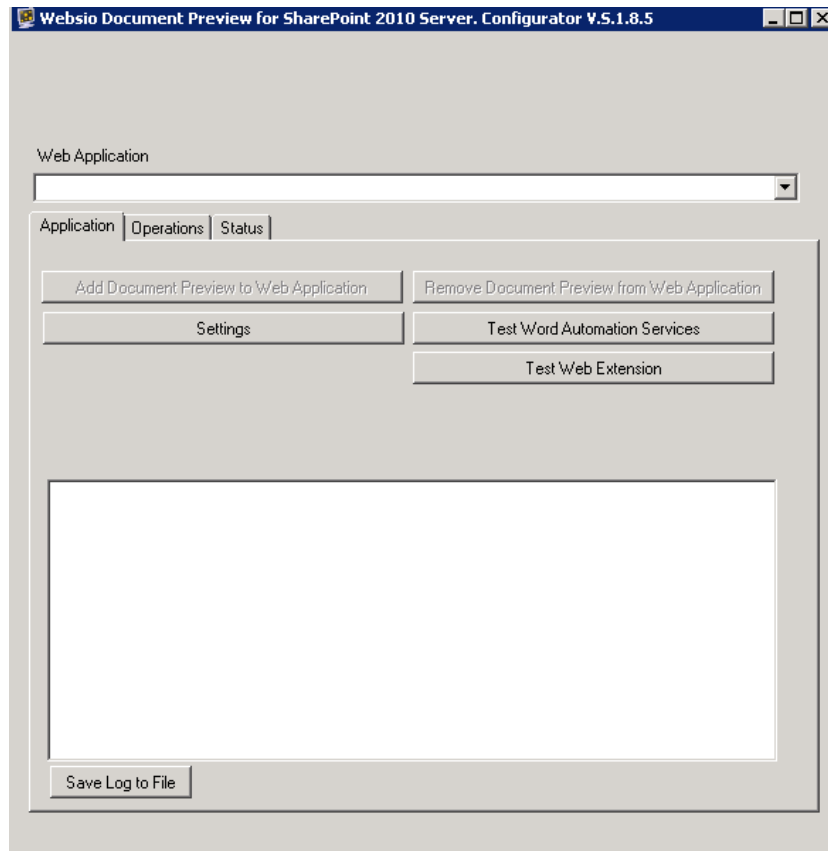 Websio Document Preview for SharePoint 2010 Server. Configurator V.5.1.8.5
Web Application
Application Operations Status
Add Document Preview to Web Application Remove Document Preview from Web Application
Settings Test Word Automation Services
Test Web Extension
Save Log to File